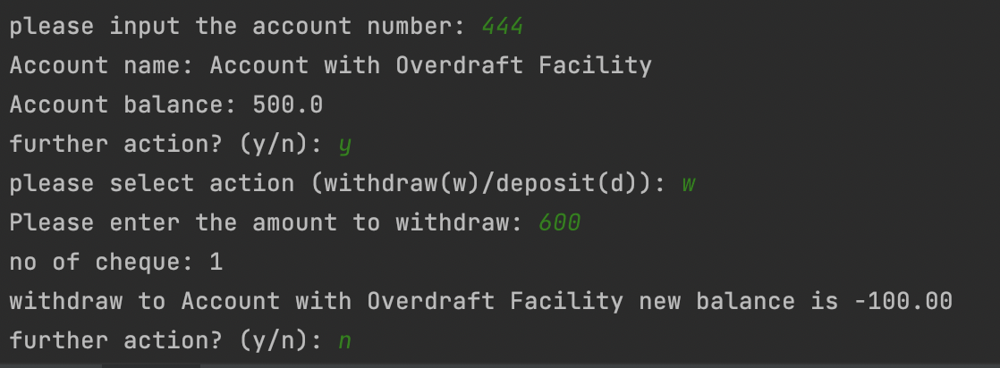 please input the account number: 444
Account name: Account with Overdraft Facility
Account balance: 500.0
further action? (y/n): y
please select action (withdraw(w)/deposit(d)): w
Please enter the amount to withdraw: 600
no of cheque: 1
withdraw to Account with Overdraft Facility new balance is -100.00
further action? (y/n): n